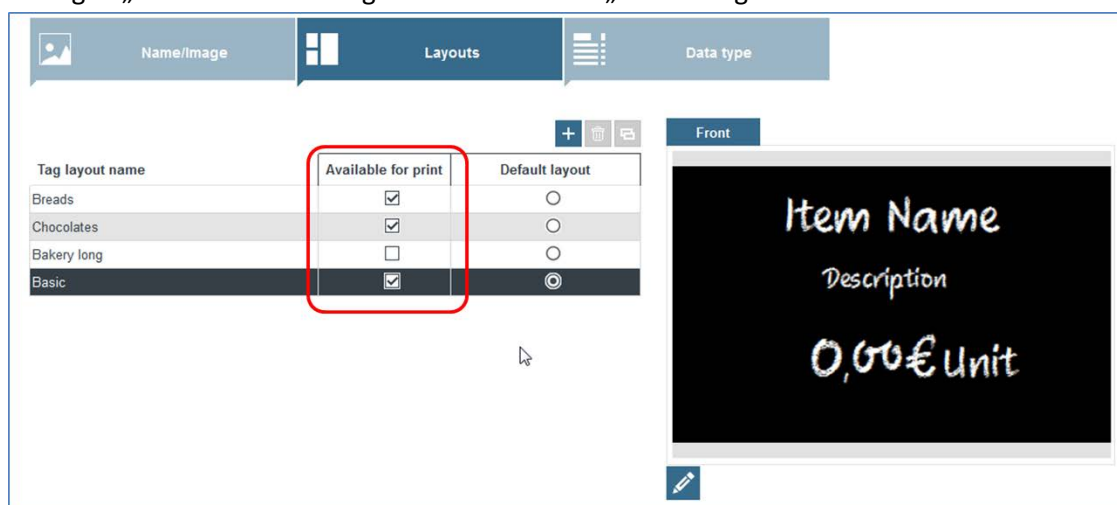 Name/Image
Layouts
Data type
Front
Tag layout name Available for print Default layout
Breads
Chocolates
Bakery long
Basic
Item Name
Description
0,00€ Unit